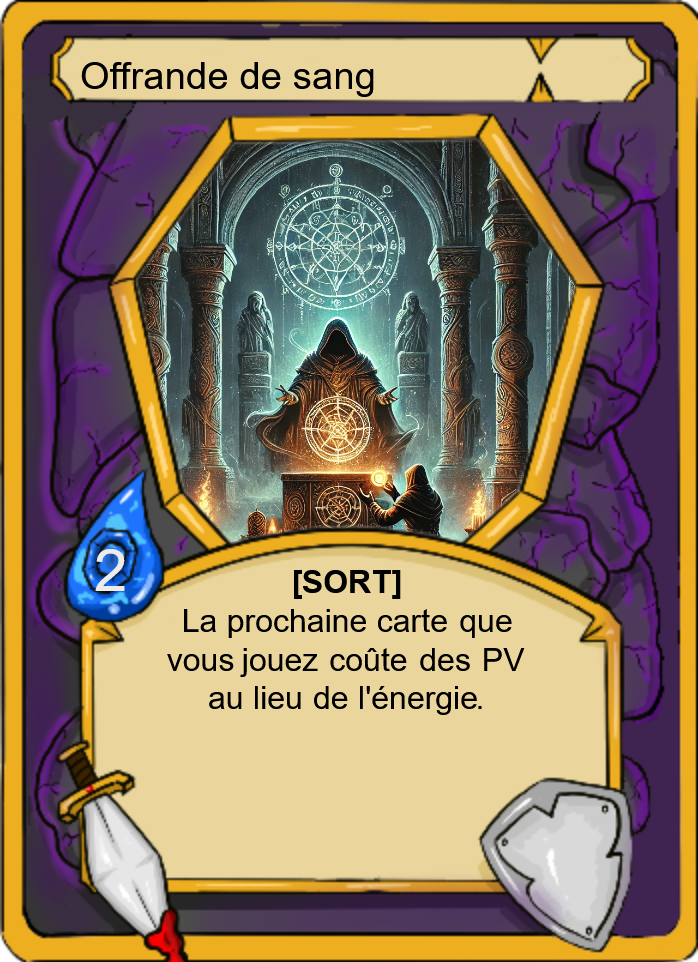 Offrande de sang
2
[SORT]
La prochaine carte que
vous jouez coûte des PV
au lieu de l'énergie.